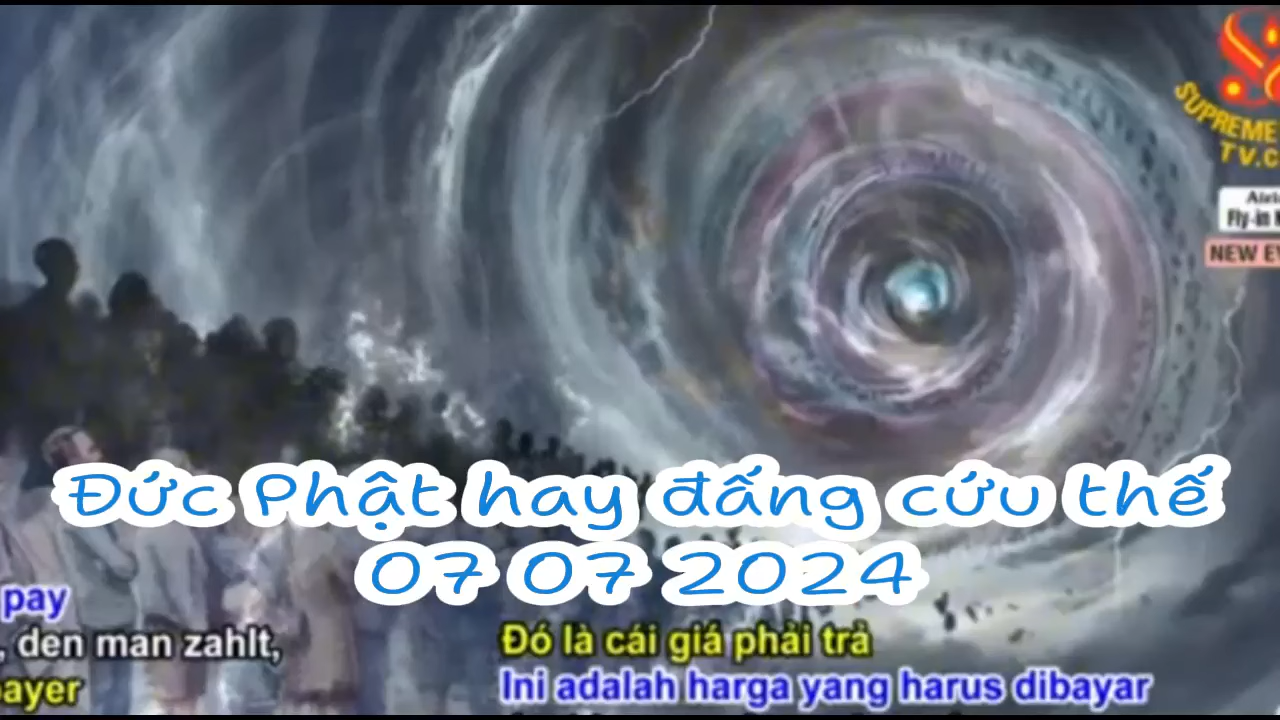 SUPREME
TV.C
Fly-in
NEW EV
Đức Phật hay đấng cứu thế
07 07 2024
pay
, den man zahlt,
payer
Đó là cái giá phải trả
Ini adalah harga yang harus dibayar